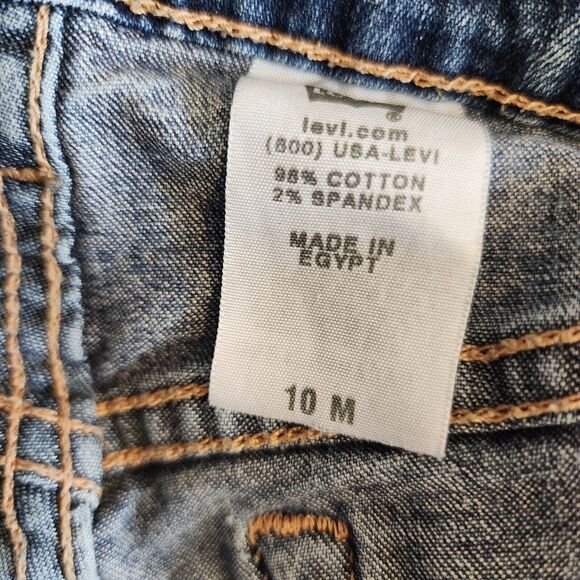 levi.com
(800) USA-LEVI
98% COTTON
2% SPANDEX
MADE IN
EGYPT
10 M